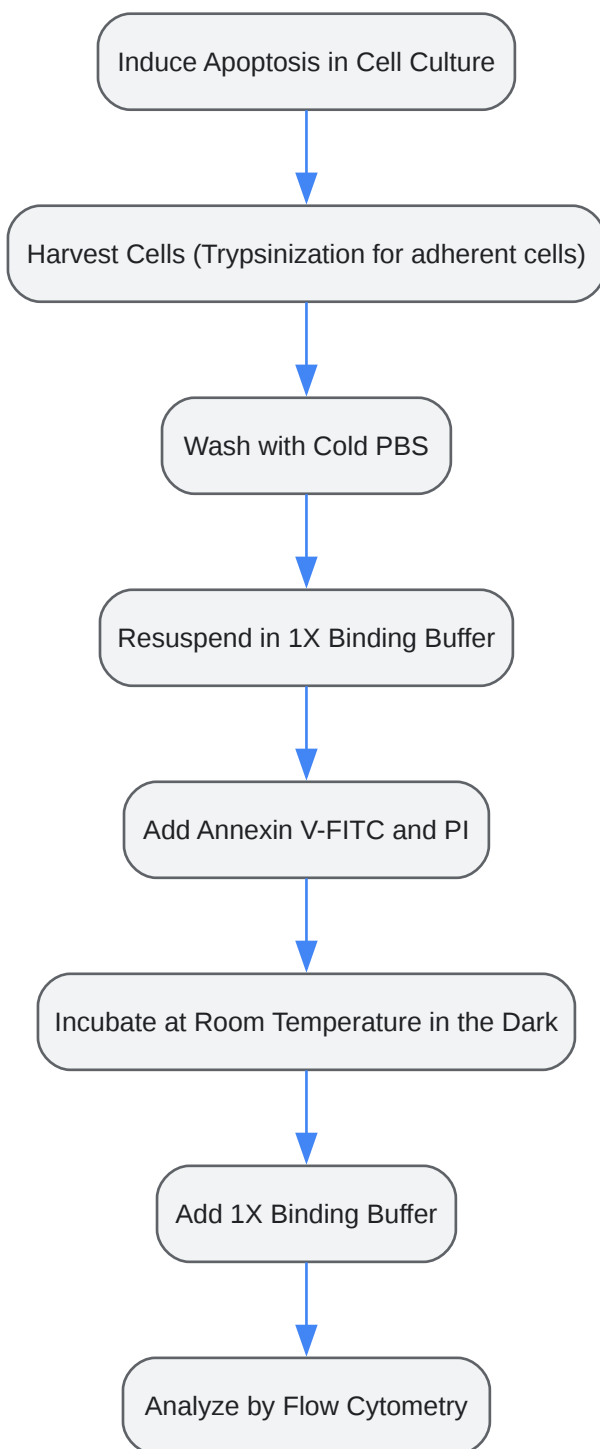 Induce Apoptosis in Cell Culture
Harvest Cells (Trypsinization for adherent cells)
Wash with Cold PBS
Resuspend in 1X Binding Buffer
Add Annexin V-FITC and PI
Incubate at Room Temperature in the Dark
Add 1X Binding Buffer
Analyze by Flow Cytometry